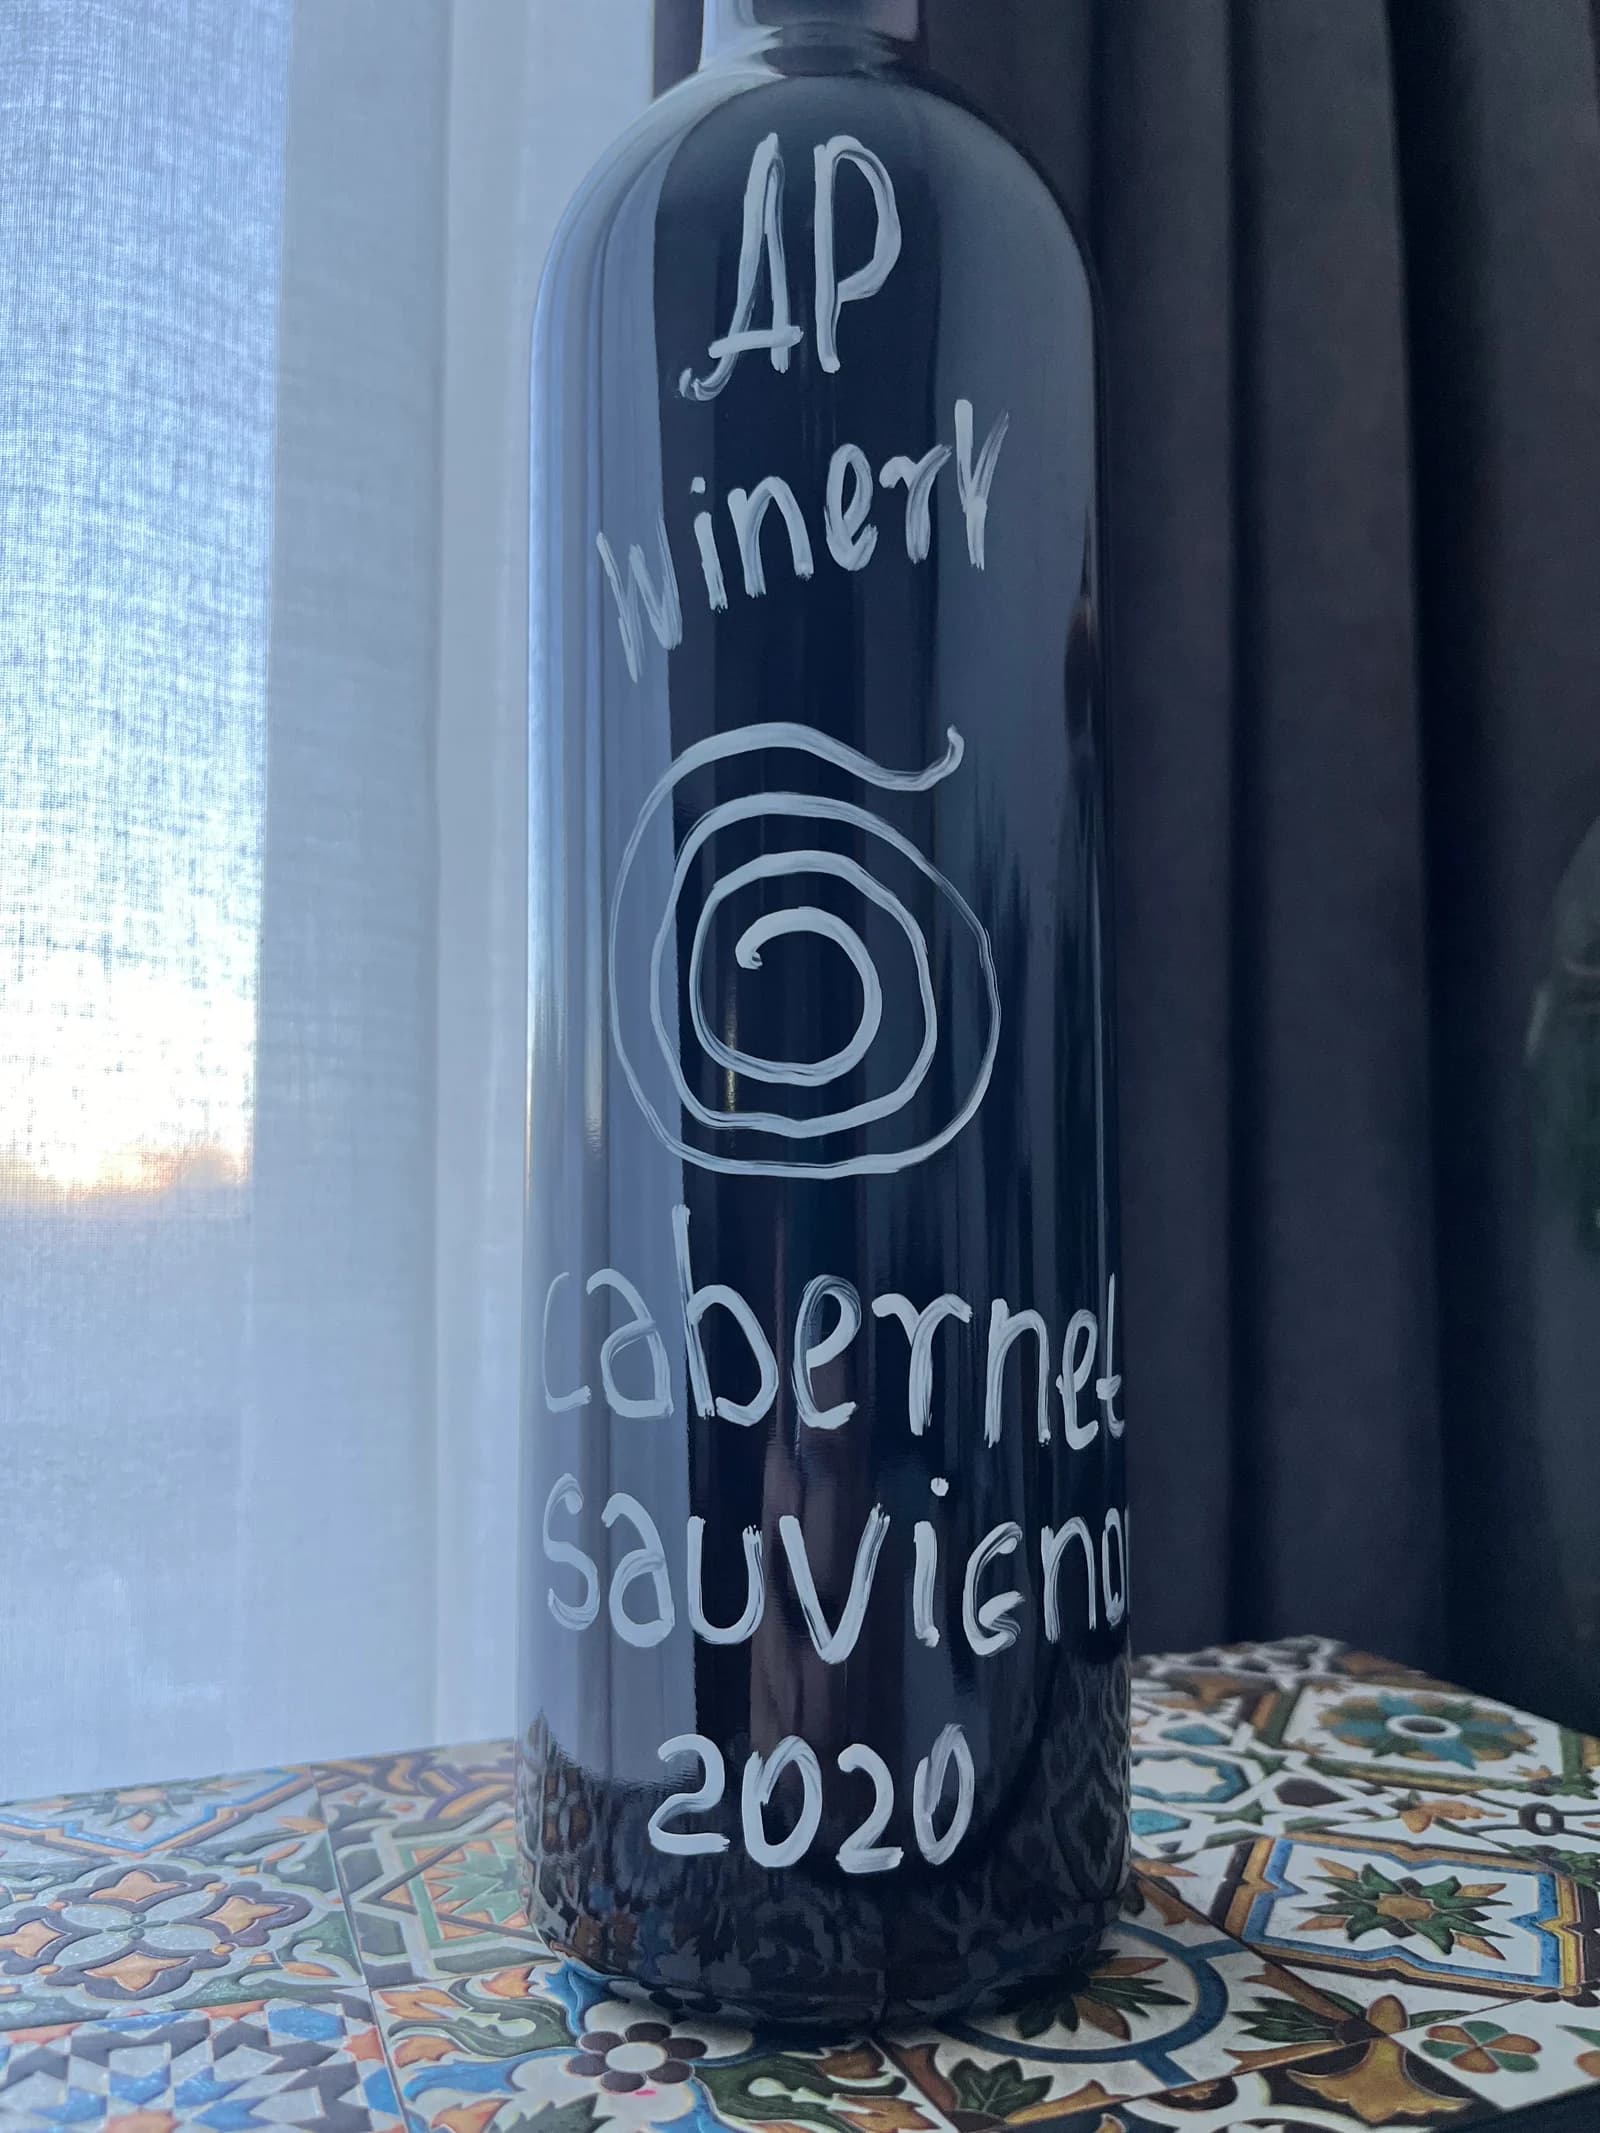 AP
winery
cabernet
sauvignon
2020